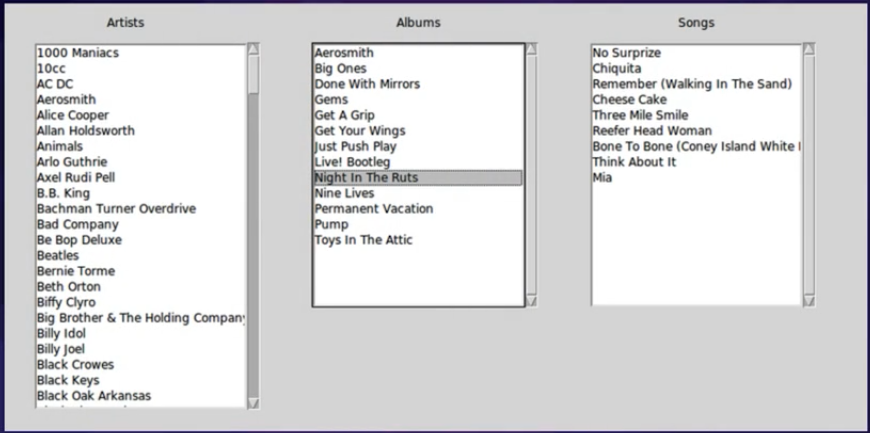 Artists
1000 Maniacs
10cc
AC DC
Aerosmith
Alice Cooper
Allan Holdsworth
Animals
Arlo Guthrie
Axel Rudi Pell
B.B. King
Bachman Turner Overdrive
Bad Company
Be Bop Deluxe
Beatles
Bernie Torme
Beth Orton
Biffy Clyro
Big Brother & The Holding Company
Billy Idol
Billy Joel
Black Crowes
Black Keys
Black Oak Arkansas
Albums
Aerosmith
Big Ones
Done With Mirrors
Gems
Get A Grip
Get Your Wings
Just Push Play
Live! Bootleg
Night In The Ruts
Nine Lives
Permanent Vacation
Pump
Toys In The Attic
Songs
No Surprize
Chiquita
Remember (Walking In The Sand)
Cheese Cake
Three Mile Smile
Reefer Head Woman
Bone To Bone (Coney Island White
Think About It
Mia